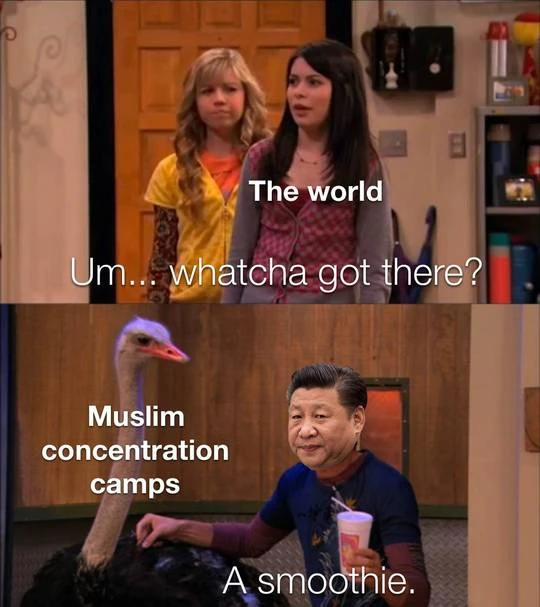 The world
Um... whatcha got there?
Muslim
concentration
camps
A smoothie.